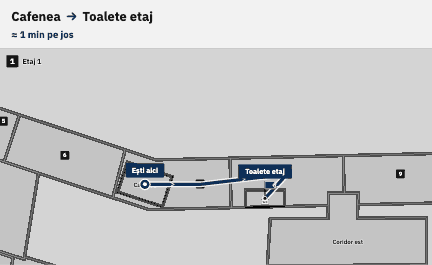 Cafenea → Toalete etaj
≈ 1 min pe jos
1 Etaj 1
5
6
Ești aici
Toalete etaj
9
Coridor est